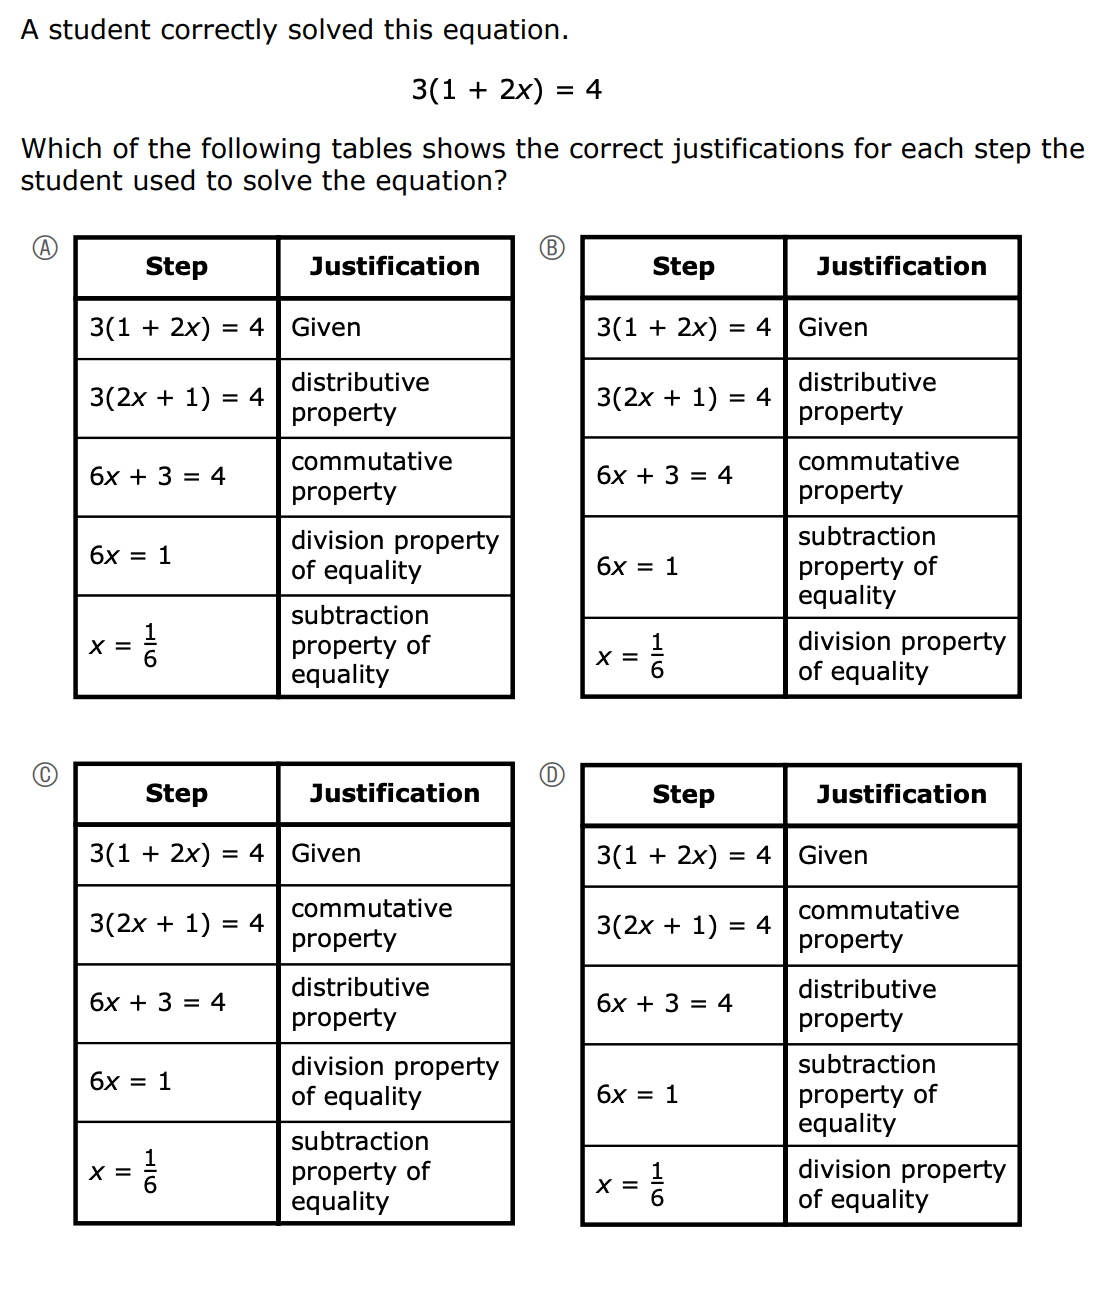 A student correctly solved this equation.
3(1 + 2x) = 4
Which of the following tables shows the correct justifications for each step the
student used to solve the equation?
Ⓐ
Step Justification
3(1 + 2x) = 4 Given
3(2x + 1) = 4 distributive
property
6x + 3 = 4 commutative
property
6x = 1 division property
of equality
x = 1/6 subtraction
property of
equality
Ⓑ
Step Justification
3(1 + 2x) = 4 Given
3(2x + 1) = 4 distributive
property
6x + 3 = 4 commutative
property
6x = 1 subtraction
property of
equality
x = 1/6 division property
of equality
Ⓒ
Step Justification
3(1 + 2x) = 4 Given
3(2x + 1) = 4 commutative
property
6x + 3 = 4 distributive
property
6x = 1 division property
of equality
x = 1/6 subtraction
property of
equality
Ⓓ
Step Justification
3(1 + 2x) = 4 Given
3(2x + 1) = 4 commutative
property
6x + 3 = 4 distributive
property
6x = 1 subtraction
property of
equality
x = 1/6 division property
of equality